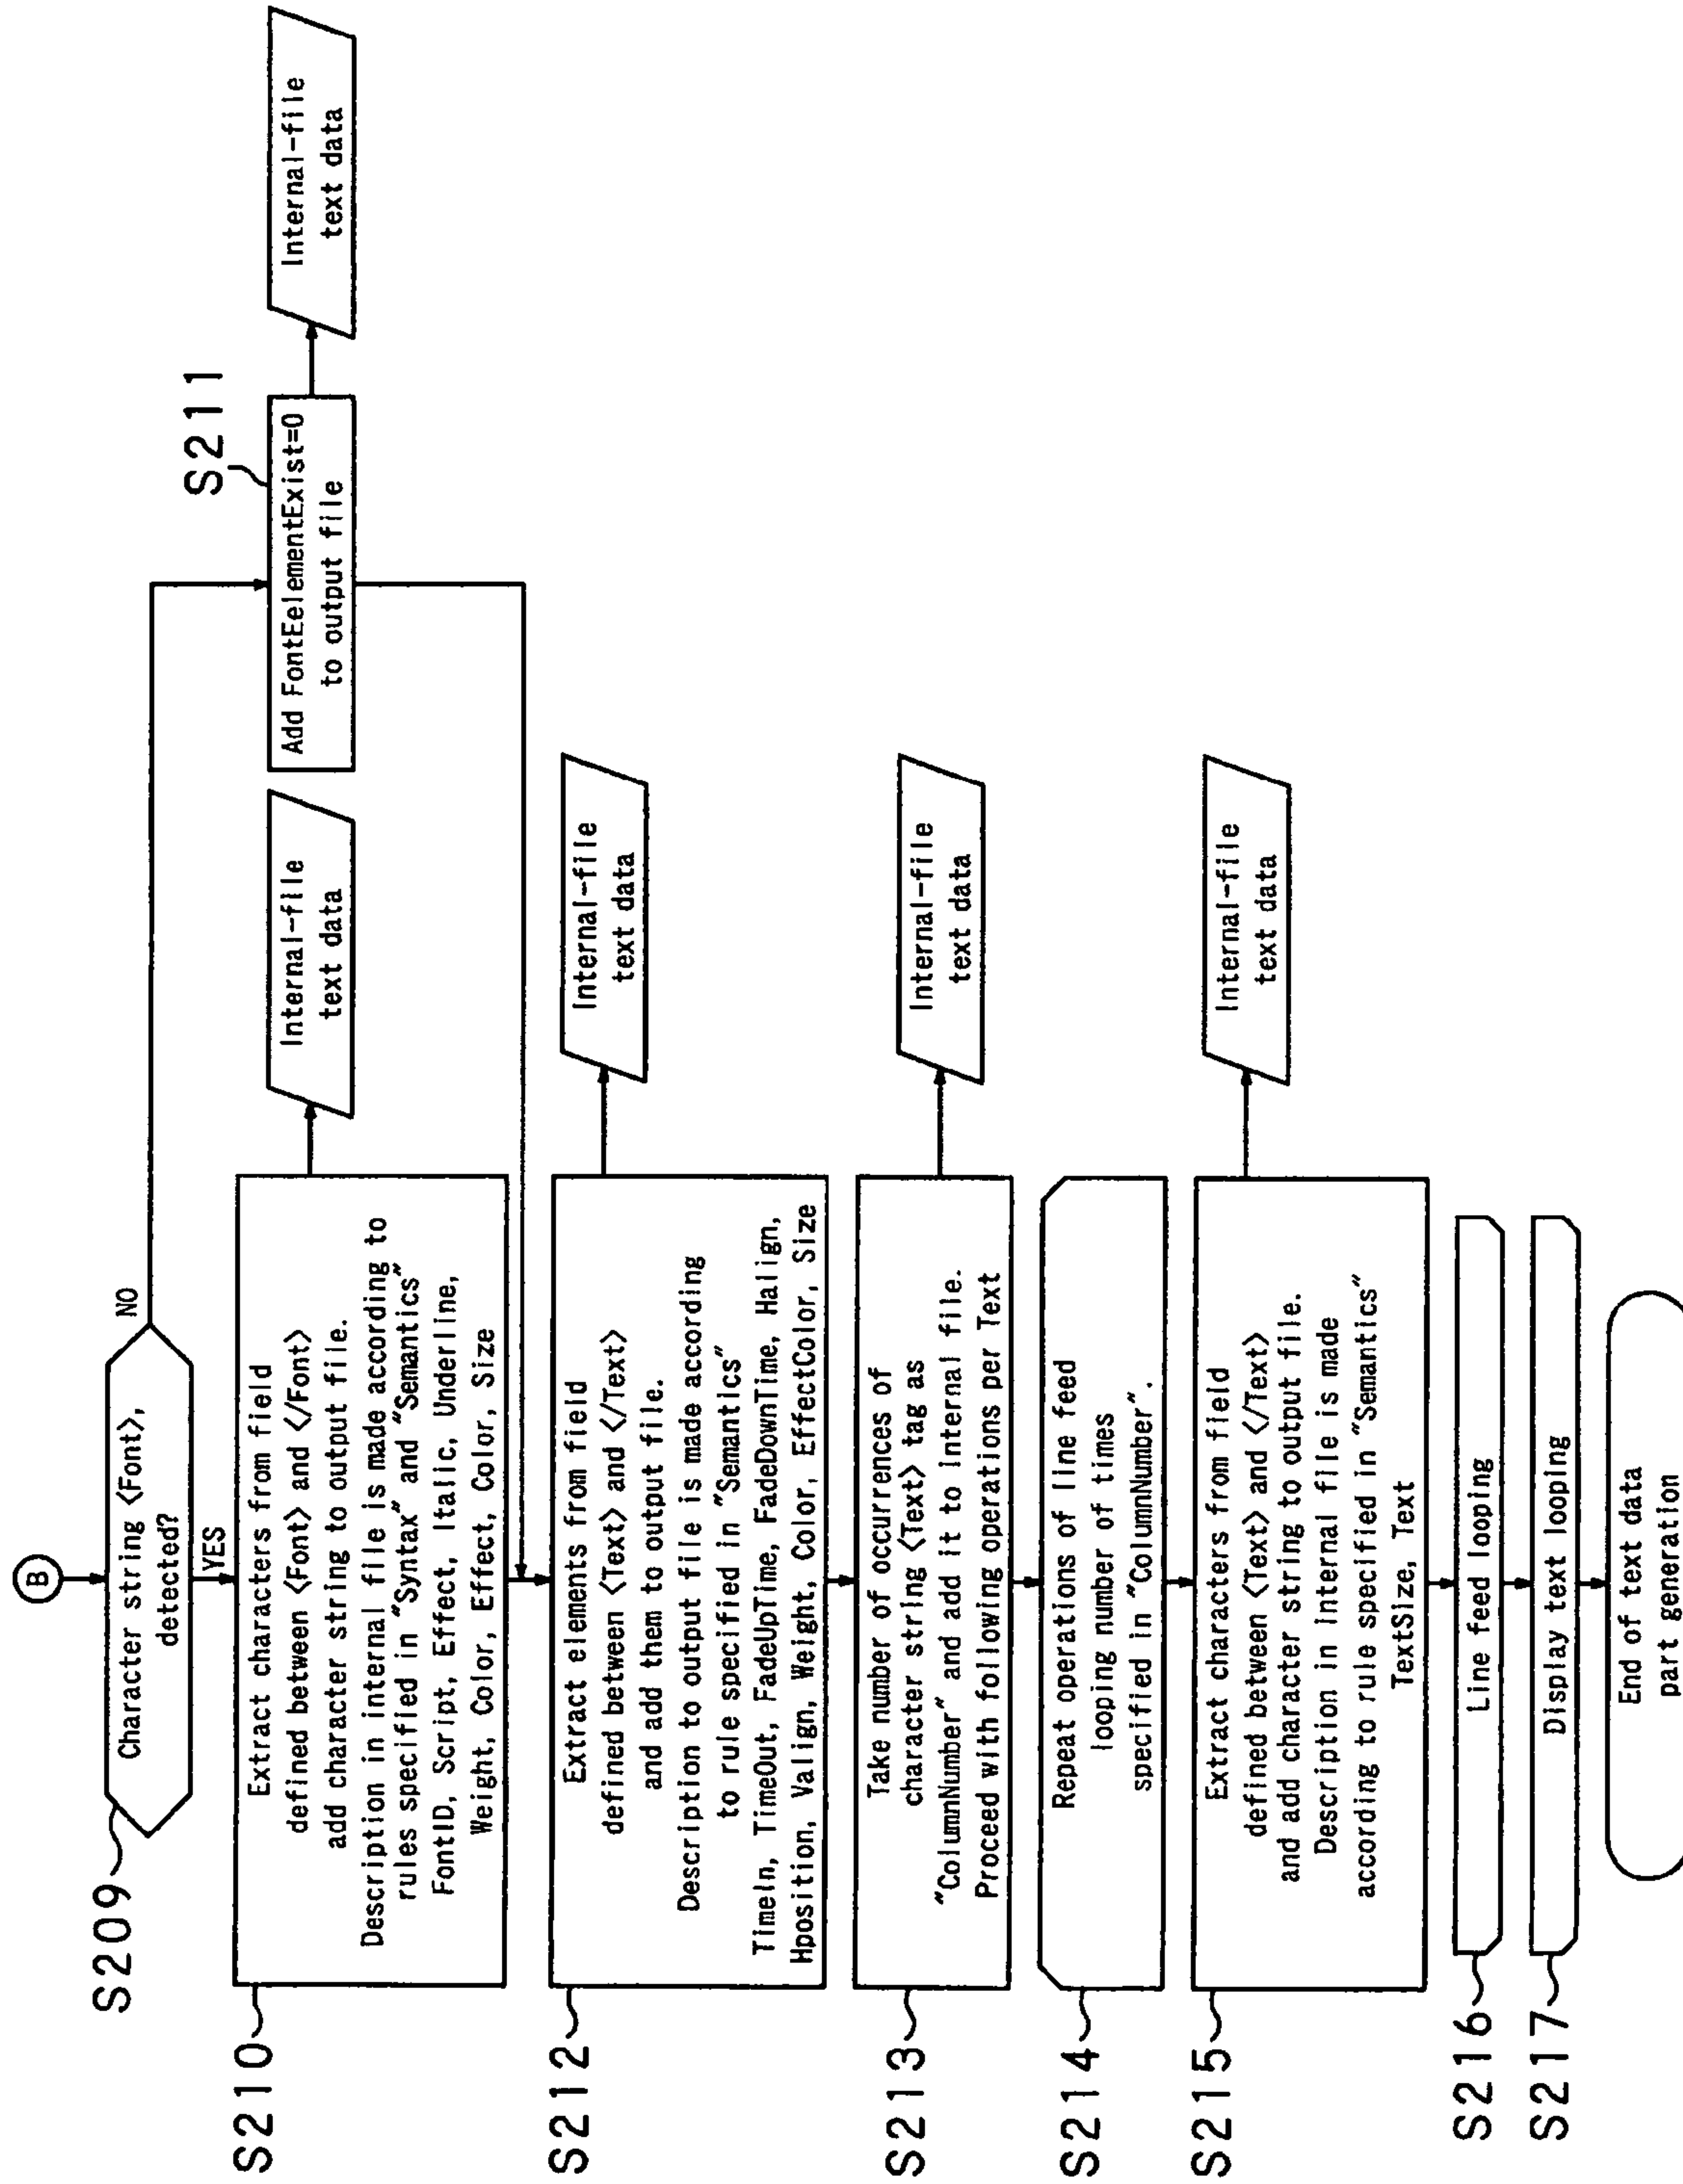 B
S209
Character string <Font>,
detected?
NO
YES
S210
Extract characters from field
defined between <Font> and </Font>
add character string to output file.
Description in internal file is made according to
rules specified in "Syntax" and "Semantics"
FontID, Script, Effect, Italic, Underline,
Weight, Color, Effect, Color, Size
Internal-file
text data
S211
Add FontEelementExist=0
to output file
Internal-file
text data
S212
Extract elements from field
defined between <Text> and </Text>
and add them to output file.
Description to output file is made according
to rule specified in "Semantics"
TimeIn, TimeOut, FadeUpTime, FadeDownTime, Halign,
Hposition, Valign, Weight, Color, EffectColor, Size
Internal-file
text data
S213
Take number of occurrences of
character string <Text> tag as
"ColumnNumber" and add it to internal file.
Proceed with following operations per Text
Internal-file
text data
S214
Repeat operations of line feed
looping number of times
specified in "ColumnNumber".
S215
Extract characters from field
defined between <Text> and </Text>
and add character string to output file.
Description in internal file is made
according to rule specified in "Semantics"
TextSize, Text
Internal-file
text data
S216
Line feed looping
S217
Display text looping
End of text data
part generation